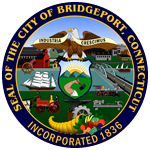 SEAL OF THE CITY OF BRIDGEPORT, CONNECTICUT
INDUSTRIA CRESCIMUS
INCORPORATED 1836